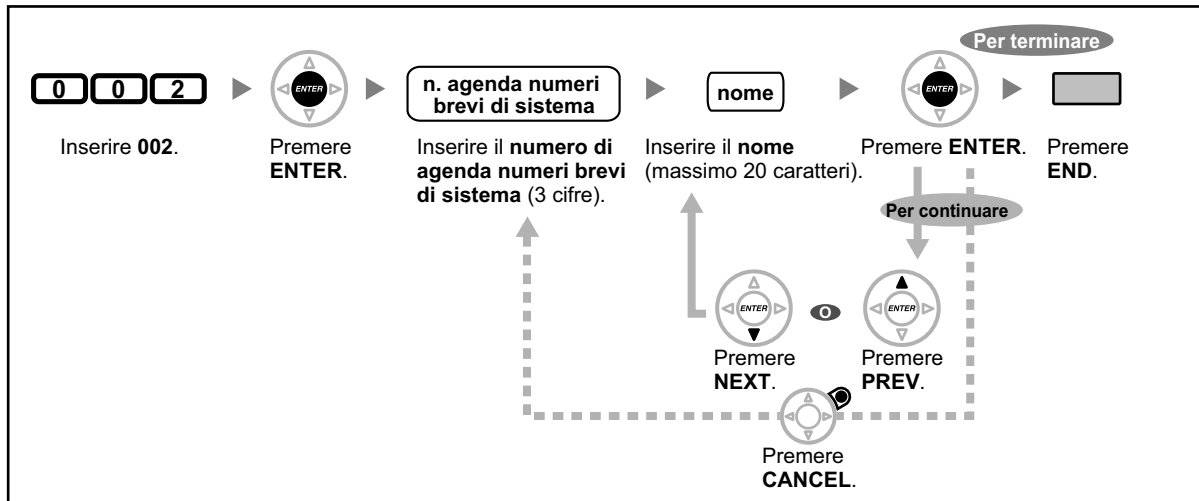 Per terminare
0 0 2
ENTER
n. agenda numeri
brevi di sistema
nome
ENTER
Inserire 002.
Premere
ENTER.
Inserire il numero di
agenda numeri brevi
di sistema (3 cifre).
Inserire il nome
(massimo 20 caratteri).
Premere ENTER.
Premere
END.
Per continuare
ENTER
O
ENTER
Premere
NEXT.
Premere
PREV.
Premere
CANCEL.